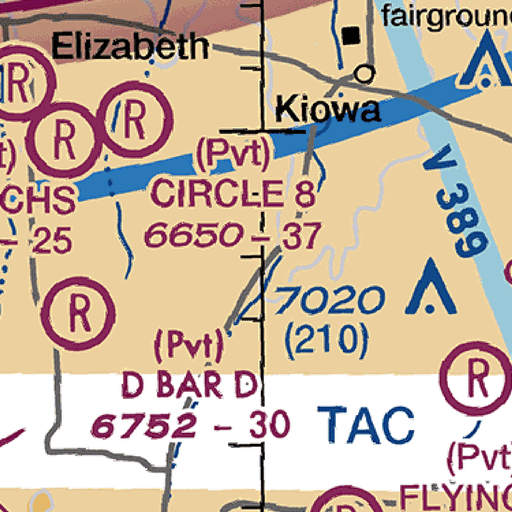 fairgroun
Elizabeth
R
R
R
Kiowa
t)
(Pvt)
CHS
CIRCLE 8
- 25
6650 - 37
V 389
R
7020
(210)
(Pvt)
D BAR D
6752 - 30
TAC
R
(Pvt
FLYING
R